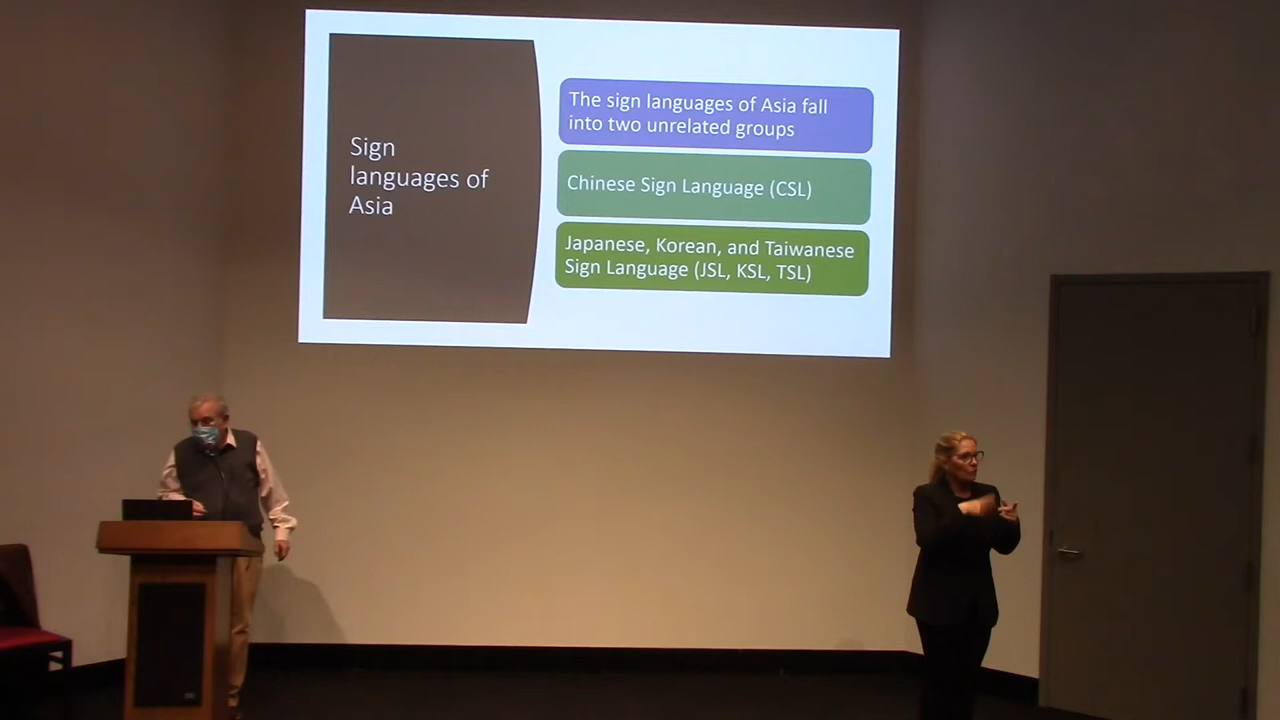 Sign
languages of
Asia
The sign languages of Asia fall
into two unrelated groups
Chinese Sign Language (CSL)
Japanese, Korean, and Taiwanese
Sign Language (JSL, KSL, TSL)